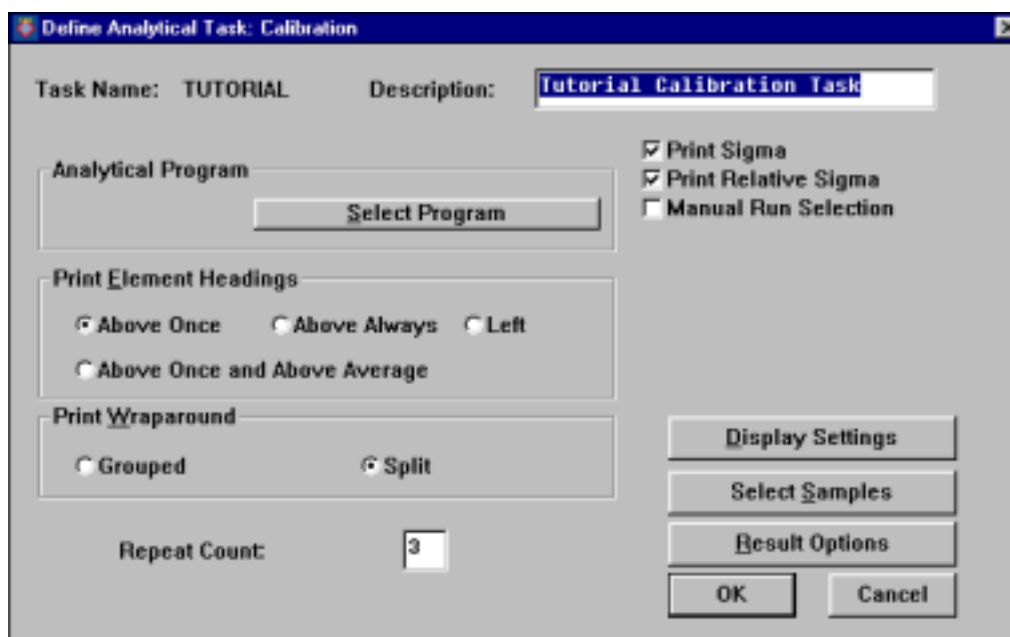 Define Analytical Task: Calibration
Task Name: TUTORIAL Description: Tutorial Calibration Task
Print Sigma
Print Relative Sigma
Manual Run Selection
Analytical Program
Select Program
Print Element Headings
Above Once Above Always Left
Above Once and Above Average
Print Wraparound
Grouped Split
Repeat Count: 3
Display Settings
Select Samples
Result Options
OK Cancel